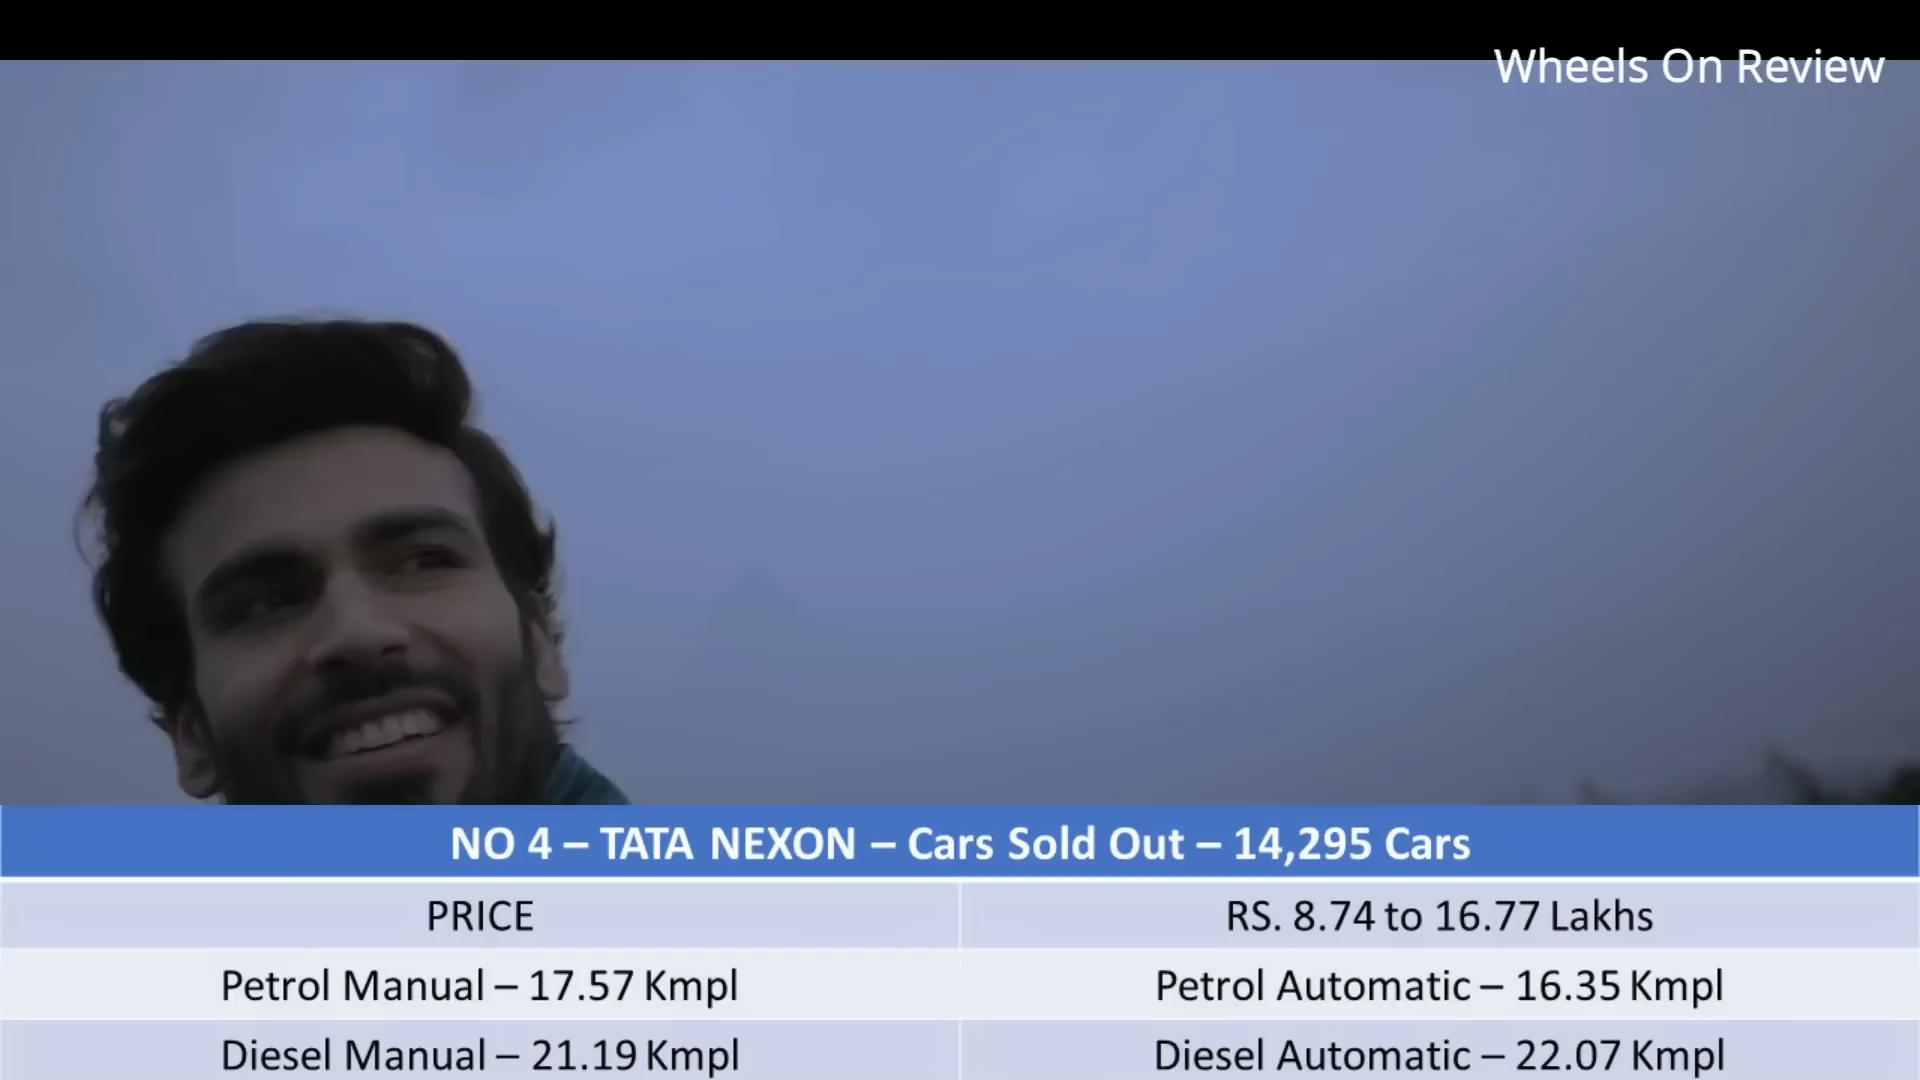 Wheels On Review
NO 4 – TATA NEXON – Cars Sold Out – 14,295 Cars
PRICE
RS. 8.74 to 16.77 Lakhs
Petrol Manual – 17.57 Kmpl
Petrol Automatic – 16.35 Kmpl
Diesel Manual – 21.19 Kmpl
Diesel Automatic – 22.07 Kmpl